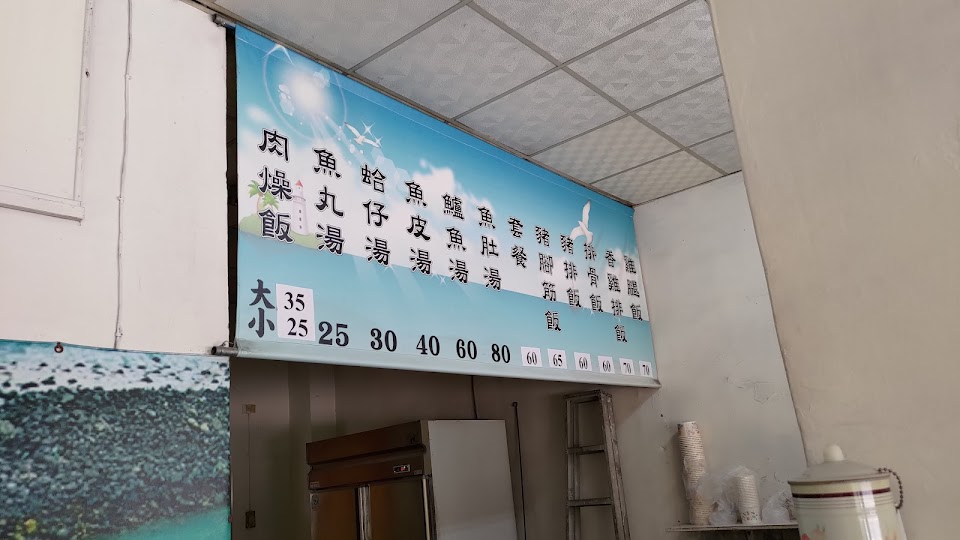 肉燥飯
大 35
小 25
魚丸湯
25
蛤仔湯
30
魚皮湯
40
鱸魚湯
60
魚肚湯
80
套餐
60
豬腳筋飯
65
豬排飯
60
排骨飯
60
香雞排飯
70
雞腿飯
70